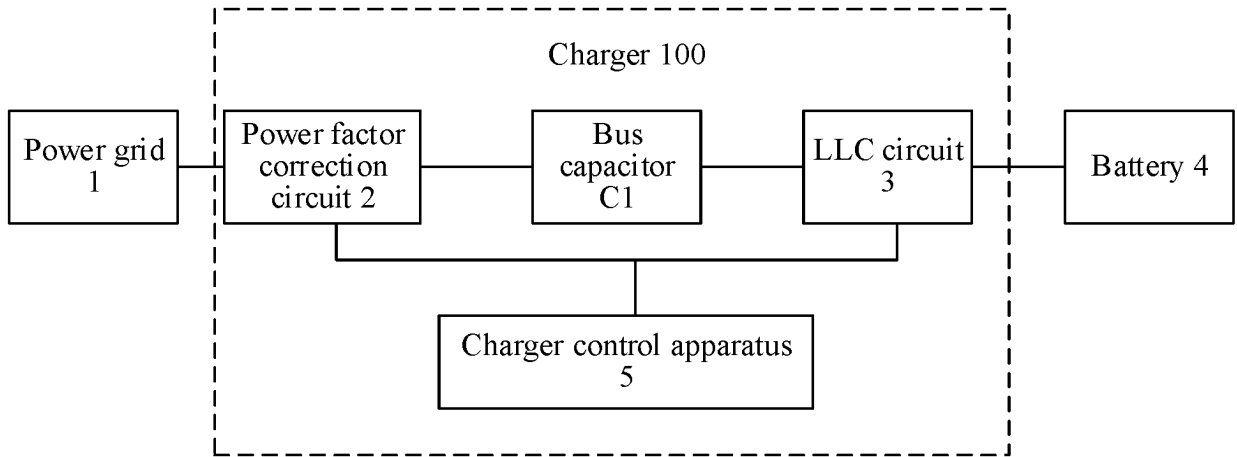 Charger 100
Power grid
1
Power factor
correction
circuit 2
Bus
capacitor
C1
LLC circuit
3
Battery 4
Charger control apparatus
5